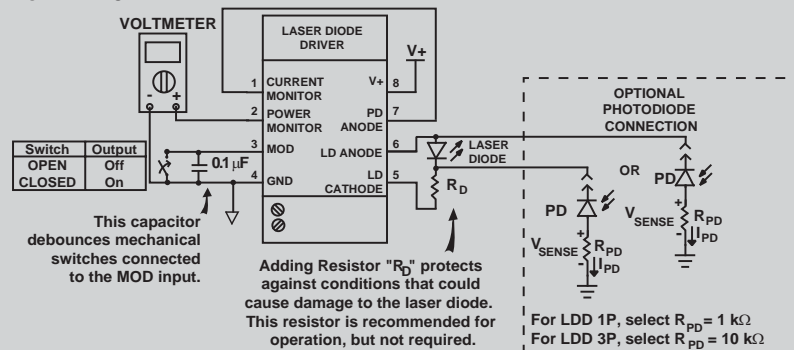 VOLTMETER
- +
LASER DIODE
DRIVER
V+
1 CURRENT
MONITOR
V+ 8
2 POWER
MONITOR
PD 7
ANODE
3 MOD
LD ANODE 6
4 GND
LD 5
CATHODE
Switch Output
OPEN Off
CLOSED On
0.1 μF
LASER
DIODE
R_D
This capacitor
debounces mechanical
switches connected
to the MOD input.
Adding Resistor "R_D" protects
against conditions that could
cause damage to the laser diode.
This resistor is recommended for
operation, but not required.
OPTIONAL
PHOTODIODE
CONNECTION
OR
PD
+
V_SENSE R_PD
- I_PD
PD
+
V_SENSE R_PD
- I_PD
For LDD 1P, select R_PD = 1 kΩ
For LDD 3P, select R_PD = 10 kΩ